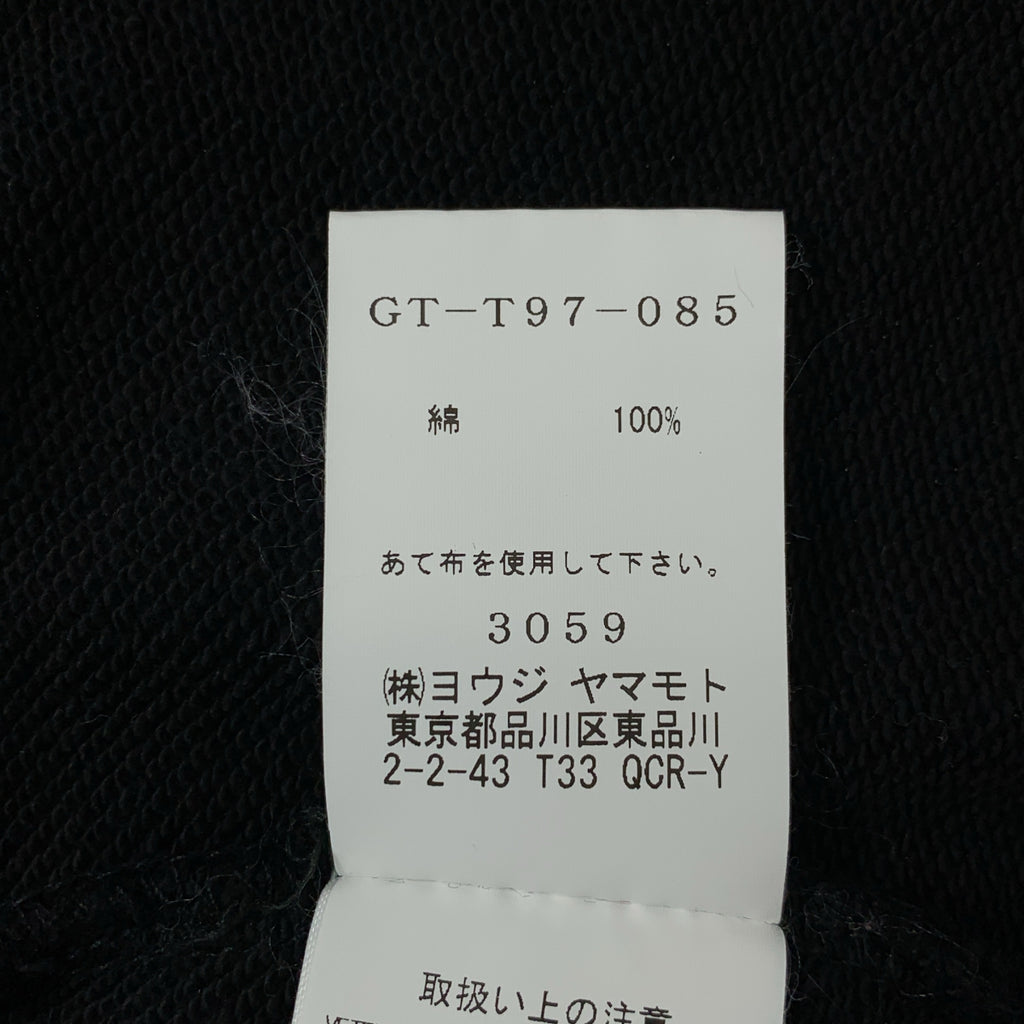 GT-T97-085
綿 100%
あて布を使用して下さい。
3059
㈱ヨウジ ヤマモト
東京都品川区東品川
2-2-43 T33 QCR-Y
取扱い上の注意